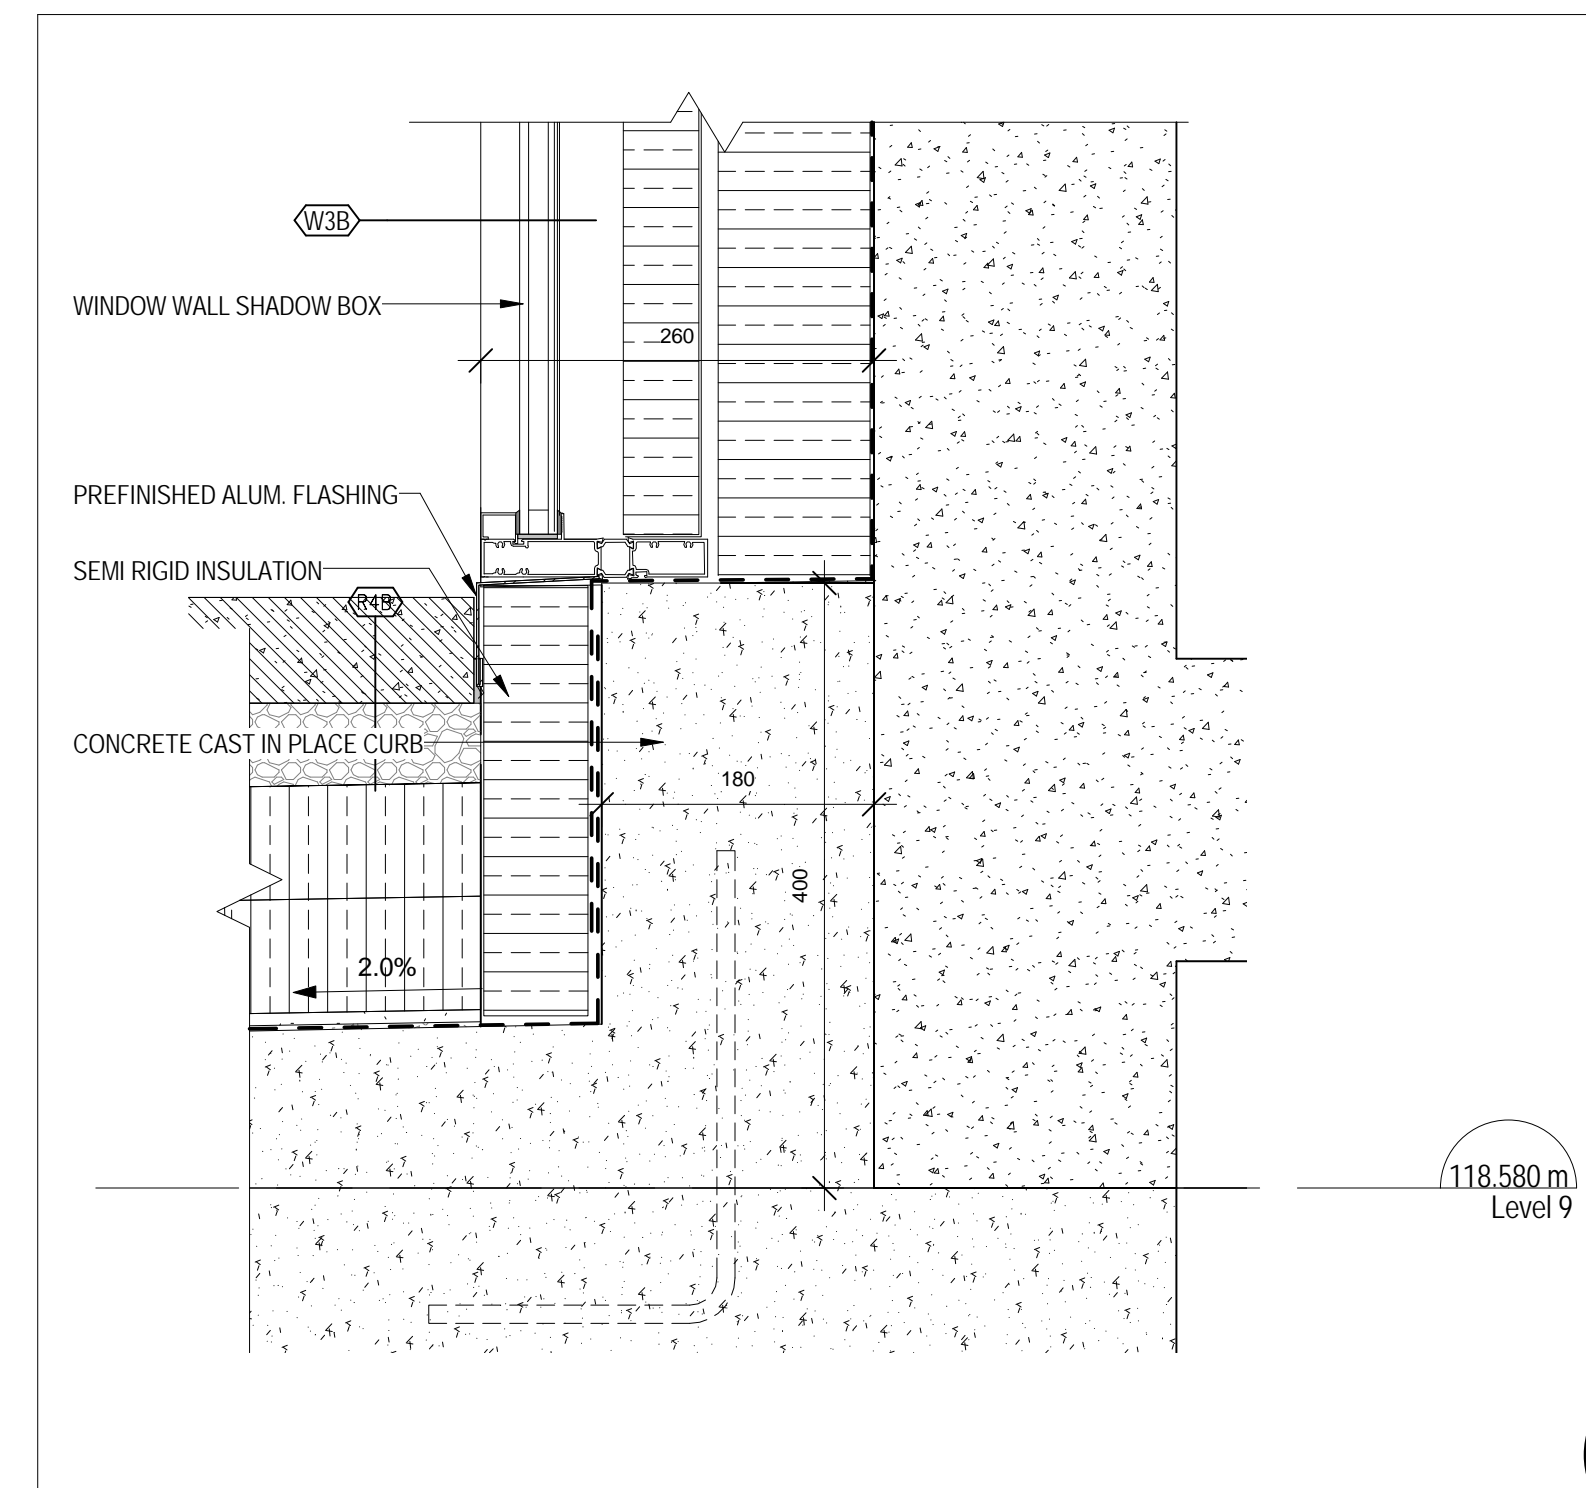 W3B
WINDOW WALL SHADOW BOX
260
PREFINISHED ALUM. FLASHING
SEMI RIGID INSULATION
R4B
CONCRETE CAST IN PLACE CURB
180
400
2.0%
118.580 m
Level 9